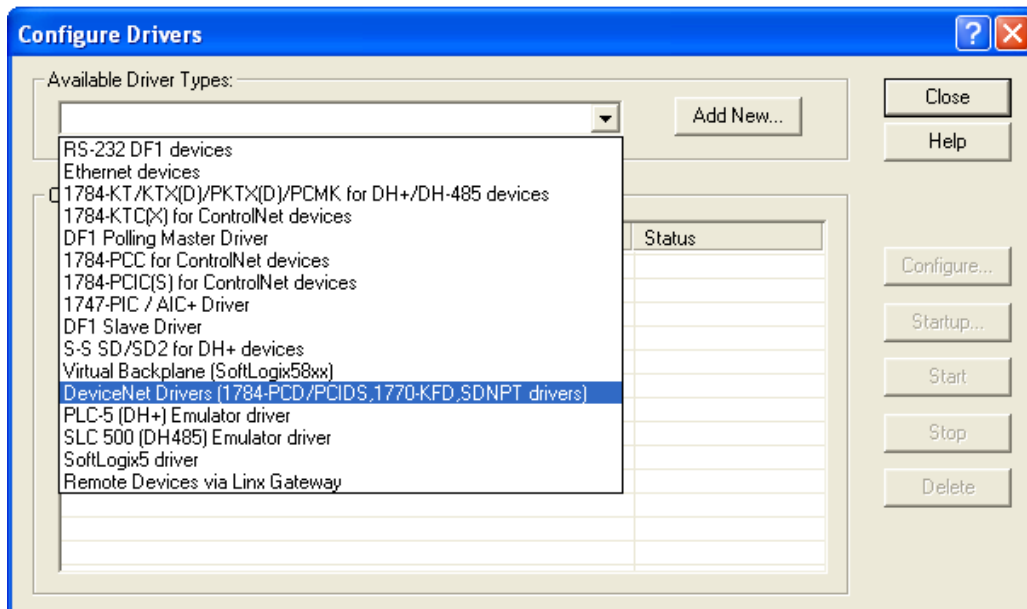 Configure Drivers
Available Driver Types:
Add New...
Close
Help
RS-232 DF1 devices
Ethernet devices
1784-KT/KTX(D)/PKTX(D)/PCMK for DH+/DH-485 devices
1784-KTC(X) for ControlNet devices
DF1 Polling Master Driver
1784-PCC for ControlNet devices
1784-PCIC(S) for ControlNet devices
1747-PIC / AIC+ Driver
DF1 Slave Driver
S-S SD/SD2 for DH+ devices
Virtual Backplane (SoftLogix58xx)
DeviceNet Drivers (1784-PCD/PCIDS,1770-KFD,SDNPT drivers)
PLC-5 (DH+) Emulator driver
SLC 500 (DH485) Emulator driver
SoftLogix5 driver
Remote Devices via Linx Gateway
Status
Configure...
Startup...
Start
Stop
Delete